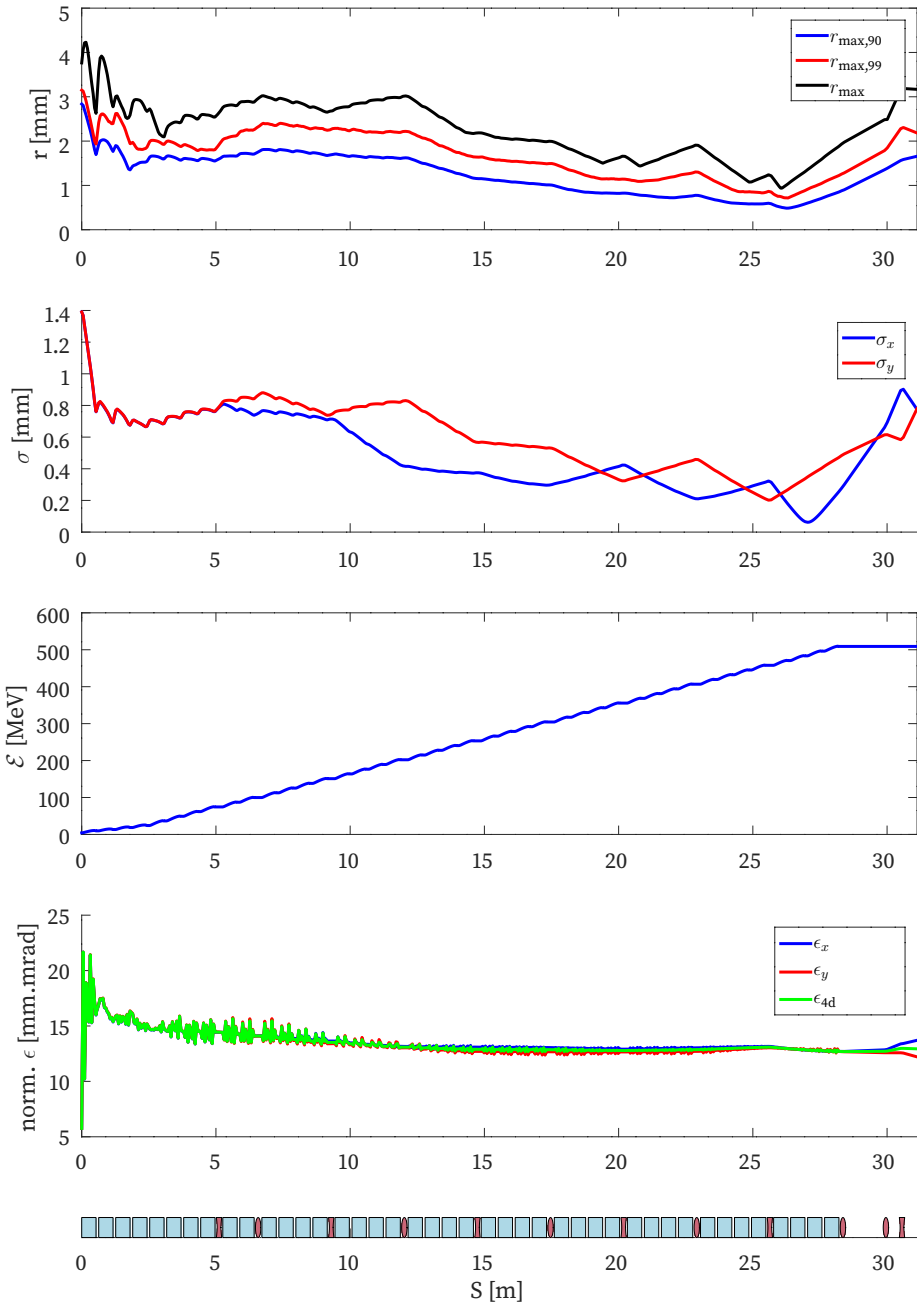 5
4
3
2
1
0
r [mm]
r_max,90
r_max,99
r_max
0 5 10 15 20 25 30
1.4
1.2
1
0.8
0.6
0.4
0.2
0
σ [mm]
σ_x
σ_y
0 5 10 15 20 25 30
600
500
400
300
200
100
0
ℰ [MeV]
0 5 10 15 20 25 30
25
20
15
10
5
norm. ϵ [mm.mrad]
ϵ_x
ϵ_y
ϵ_4d
0 5 10 15 20 25 30
0 5 10 15 20 25 30
S [m]